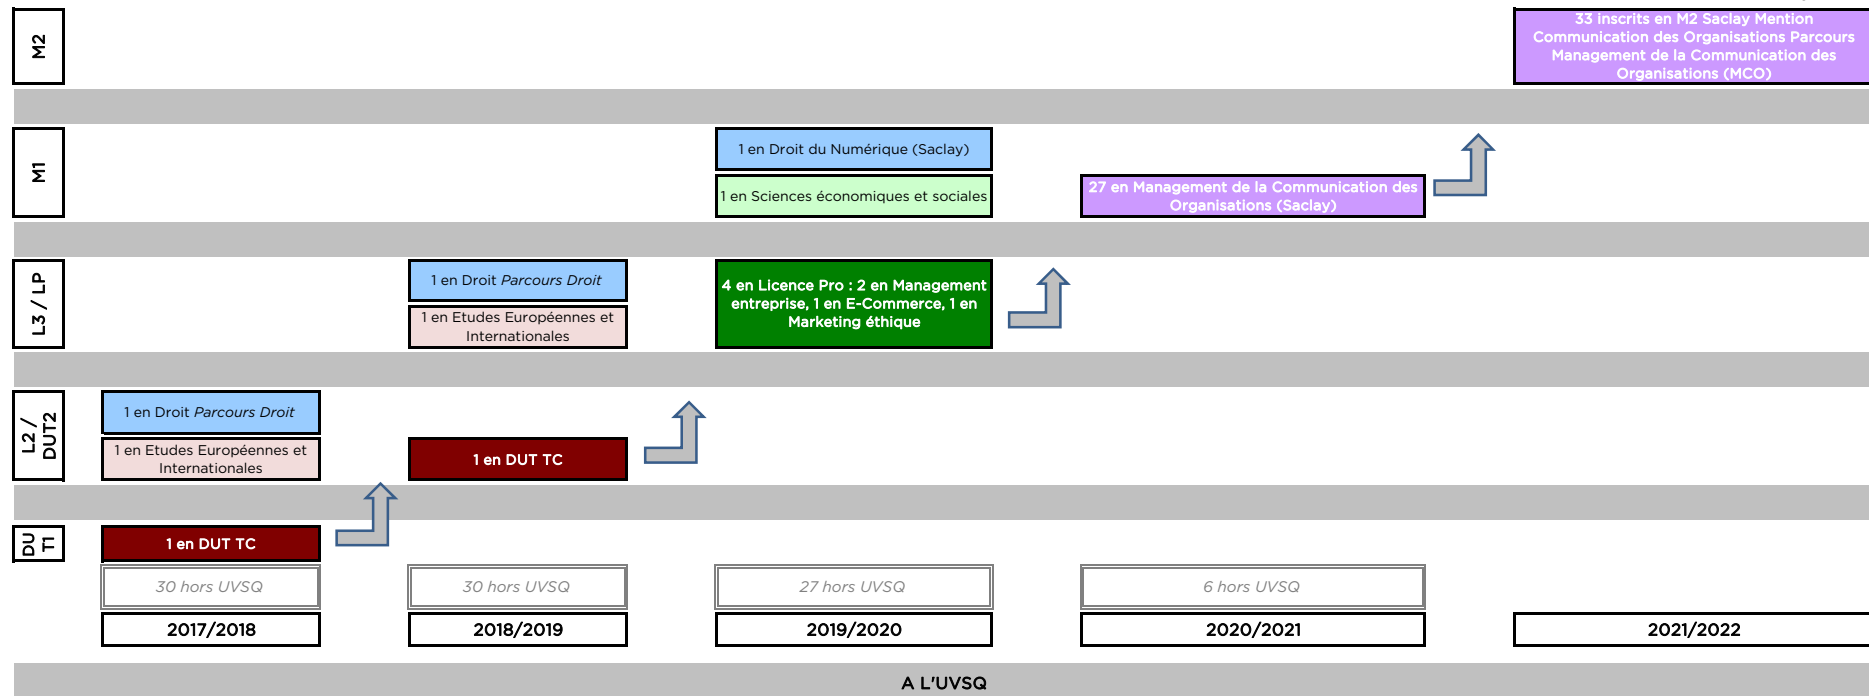 M2
33 inscrits en M2 Saclay Mention
Communication des Organisations Parcours
Management de la Communication des
Organisations (MCO)
M1
1 en Droit du Numérique (Saclay)
1 en Sciences économiques et sociales
27 en Management de la Communication des
Organisations (Saclay)
L3 / LP
1 en Droit Parcours Droit
1 en Etudes Européennes et
Internationales
4 en Licence Pro : 2 en Management
entreprise, 1 en E-Commerce, 1 en
Marketing éthique
L2 /
DUT2
1 en Droit Parcours Droit
1 en Etudes Européennes et
Internationales
1 en DUT TC
DU
T1
1 en DUT TC
30 hors UVSQ
30 hors UVSQ
27 hors UVSQ
6 hors UVSQ
2017/2018
2018/2019
2019/2020
2020/2021
2021/2022
A L'UVSQ